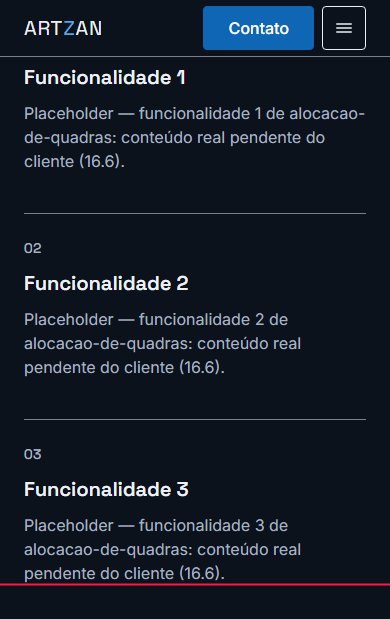 ARTZAN
Contato
Funcionalidade 1
Placeholder — funcionalidade 1 de alocacao-
de-quadras: conteúdo real pendente do
cliente (16.6).
02
Funcionalidade 2
Placeholder — funcionalidade 2 de
alocacao-de-quadras: conteúdo real
pendente do cliente (16.6).
03
Funcionalidade 3
Placeholder — funcionalidade 3 de
alocacao-de-quadras: conteúdo real
pendente do cliente (16.6).